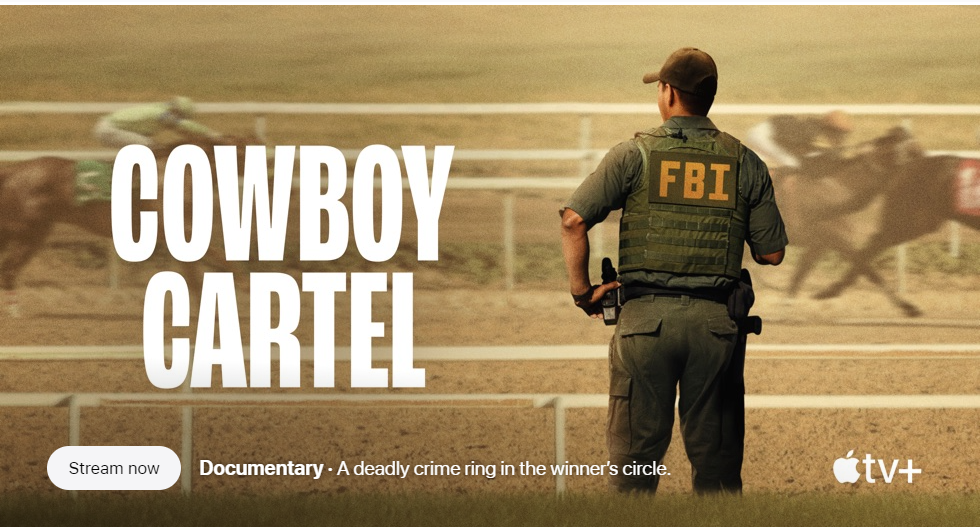 COWBOY
CARTEL
FBI
Stream now
Documentary · A deadly crime ring in the winner's circle.
tv+